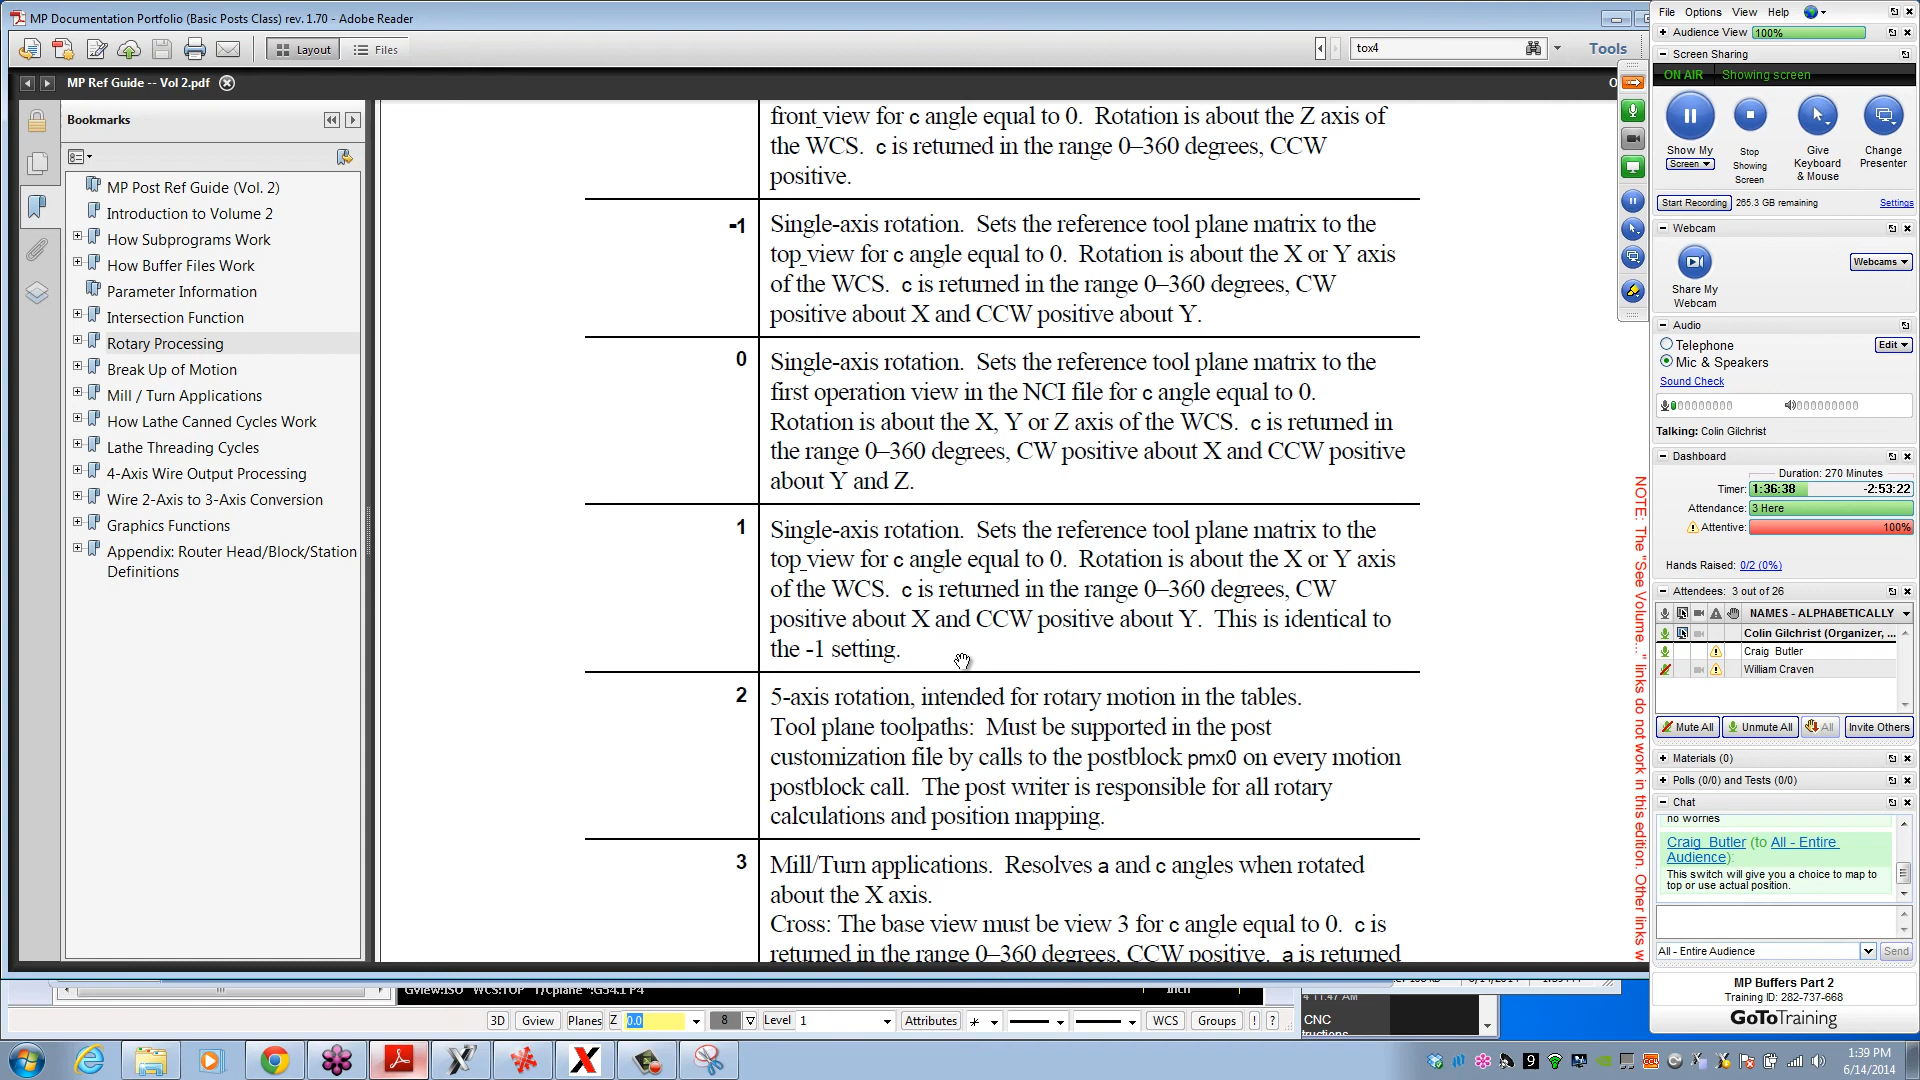 MP Documentation Portfolio (Basic Posts Class) rev. 1.70 - Adobe Reader
Layout
Files
tox4
Tools
MP Ref Guide -- Vol 2.pdf
Bookmarks
MP Post Ref Guide (Vol. 2)
Introduction to Volume 2
How Subprograms Work
How Buffer Files Work
Parameter Information
Intersection Function
Rotary Processing
Break Up of Motion
Mill / Turn Applications
How Lathe Canned Cycles Work
Lathe Threading Cycles
4-Axis Wire Output Processing
Wire 2-Axis to 3-Axis Conversion
Graphics Functions
Appendix: Router Head/Block/Station
Definitions
front_view for c angle equal to 0. Rotation is about the Z axis of
the WCS. c is returned in the range 0–360 degrees, CCW
positive.
-1
Single-axis rotation. Sets the reference tool plane matrix to the
top_view for c angle equal to 0. Rotation is about the X or Y axis
of the WCS. c is returned in the range 0–360 degrees, CW
positive about X and CCW positive about Y.
0
Single-axis rotation. Sets the reference tool plane matrix to the
first operation view in the NCI file for c angle equal to 0.
Rotation is about the X, Y or Z axis of the WCS. c is returned in
the range 0–360 degrees, CW positive about X and CCW positive
about Y and Z.
1
Single-axis rotation. Sets the reference tool plane matrix to the
top_view for c angle equal to 0. Rotation is about the X or Y axis
of the WCS. c is returned in the range 0–360 degrees, CW
positive about X and CCW positive about Y. This is identical to
the -1 setting.
2
5-axis rotation, intended for rotary motion in the tables.
Tool plane toolpaths: Must be supported in the post
customization file by calls to the postblock pmx0 on every motion
postblock call. The post writer is responsible for all rotary
calculations and position mapping.
3
Mill/Turn applications. Resolves a and c angles when rotated
about the X axis.
Cross: The base view must be view 3 for c angle equal to 0. c is
returned in the range 0–360 degrees, CCW positive. a is returned
NOTE: The "See Volume..." links do not work in this edition. Other links w
File Options View Help
Audience View 100%
Screen Sharing
ON AIR Showing screen
Show My
Screen
Stop
Showing
Screen
Give
Keyboard
& Mouse
Change
Presenter
Start Recording 265.3 GB remaining Settings
Webcam
Share My
Webcam
Webcams
Audio
Telephone
Edit
Mic & Speakers
Sound Check
Talking: Colin Gilchrist
Dashboard
Duration: 270 Minutes
Timer: 1:36:38 -2:53:22
Attendance: 3 Here
Attentive: 100%
Hands Raised: 0/2 (0%)
Attendees: 3 out of 26
NAMES - ALPHABETICALLY
Colin Gilchrist (Organizer, ...
Craig Butler
William Craven
Mute All
Unmute All
All
Invite Others
Materials (0)
Polls (0/0) and Tests (0/0)
Chat
no worries
Craig Butler (to All - Entire
Audience):
This switch will give you a choice to map to
top or use actual position.
All - Entire Audience
Send
MP Buffers Part 2
Training ID: 282-737-668
GoToTraining
Gview:ISO WCS:TOP T/Cplane :G54.1 P4
Inch
4 11:47 AM
CNC
tructions
3D
Gview
Planes
Z
0.0
8
Level
1
Attributes
WCS
Groups
!
?
1:39 PM
6/14/2014